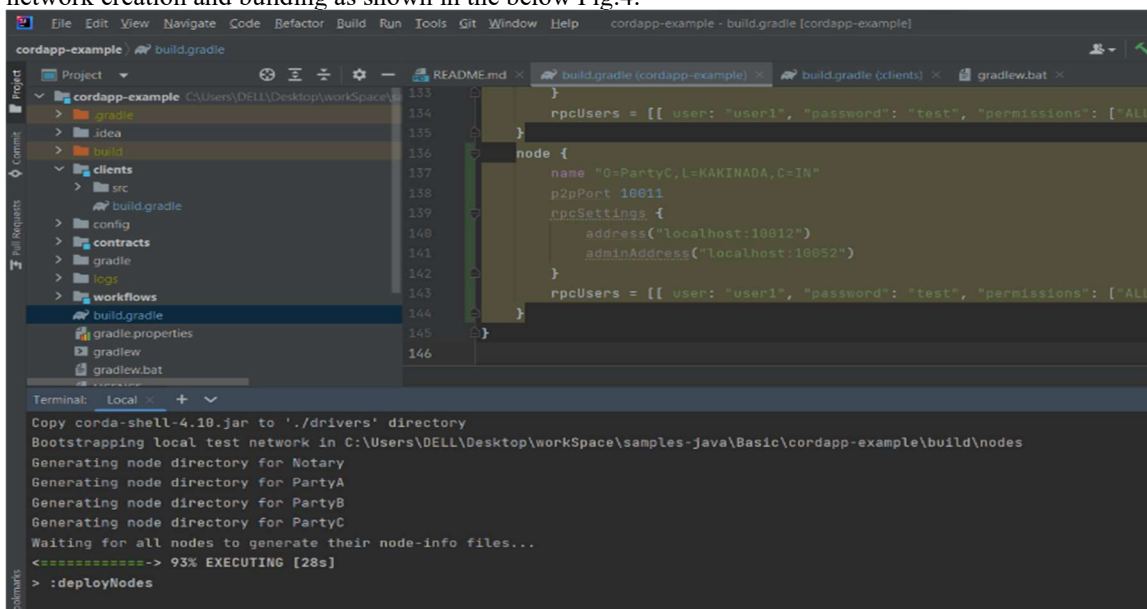 network creation and building as shown in the below Fig.4.
File Edit View Navigate Code Refactor Build Run Tools Git Window Help cordapp-example - build.gradle [cordapp-example]
cordapp-example build.gradle
Project README.md build.gradle (cordapp-example) build.gradle (:clients) gradlew.bat
Project
Commit
Pull Requests
cordapp-example C:\Users\DELL\Desktop\workSpace\
.gradle
.idea
build
clients
src
build.gradle
config
contracts
gradle
logs
workflows
build.gradle
gradle.properties
gradlew
gradlew.bat
133 }
134 rpcUsers = [[ user: "user1", "password": "test", "permissions": ["ALL
135 }
136 node {
137 name "O=PartyC,L=KAKINADA,C=IN"
138 p2pPort 10011
139 rpcSettings {
140 address("localhost:10012")
141 adminAddress("localhost:10052")
142 }
143 rpcUsers = [[ user: "user1", "password": "test", "permissions": ["ALL
144 }
145 }
146
Terminal: Local
Copy corda-shell-4.10.jar to './drivers' directory
Bootstrapping local test network in C:\Users\DELL\Desktop\workSpace\samples-java\Basic\cordapp-example\build\nodes
Generating node directory for Notary
Generating node directory for PartyA
Generating node directory for PartyB
Generating node directory for PartyC
Waiting for all nodes to generate their node-info files...
<============-> 93% EXECUTING [28s]
> :deployNodes